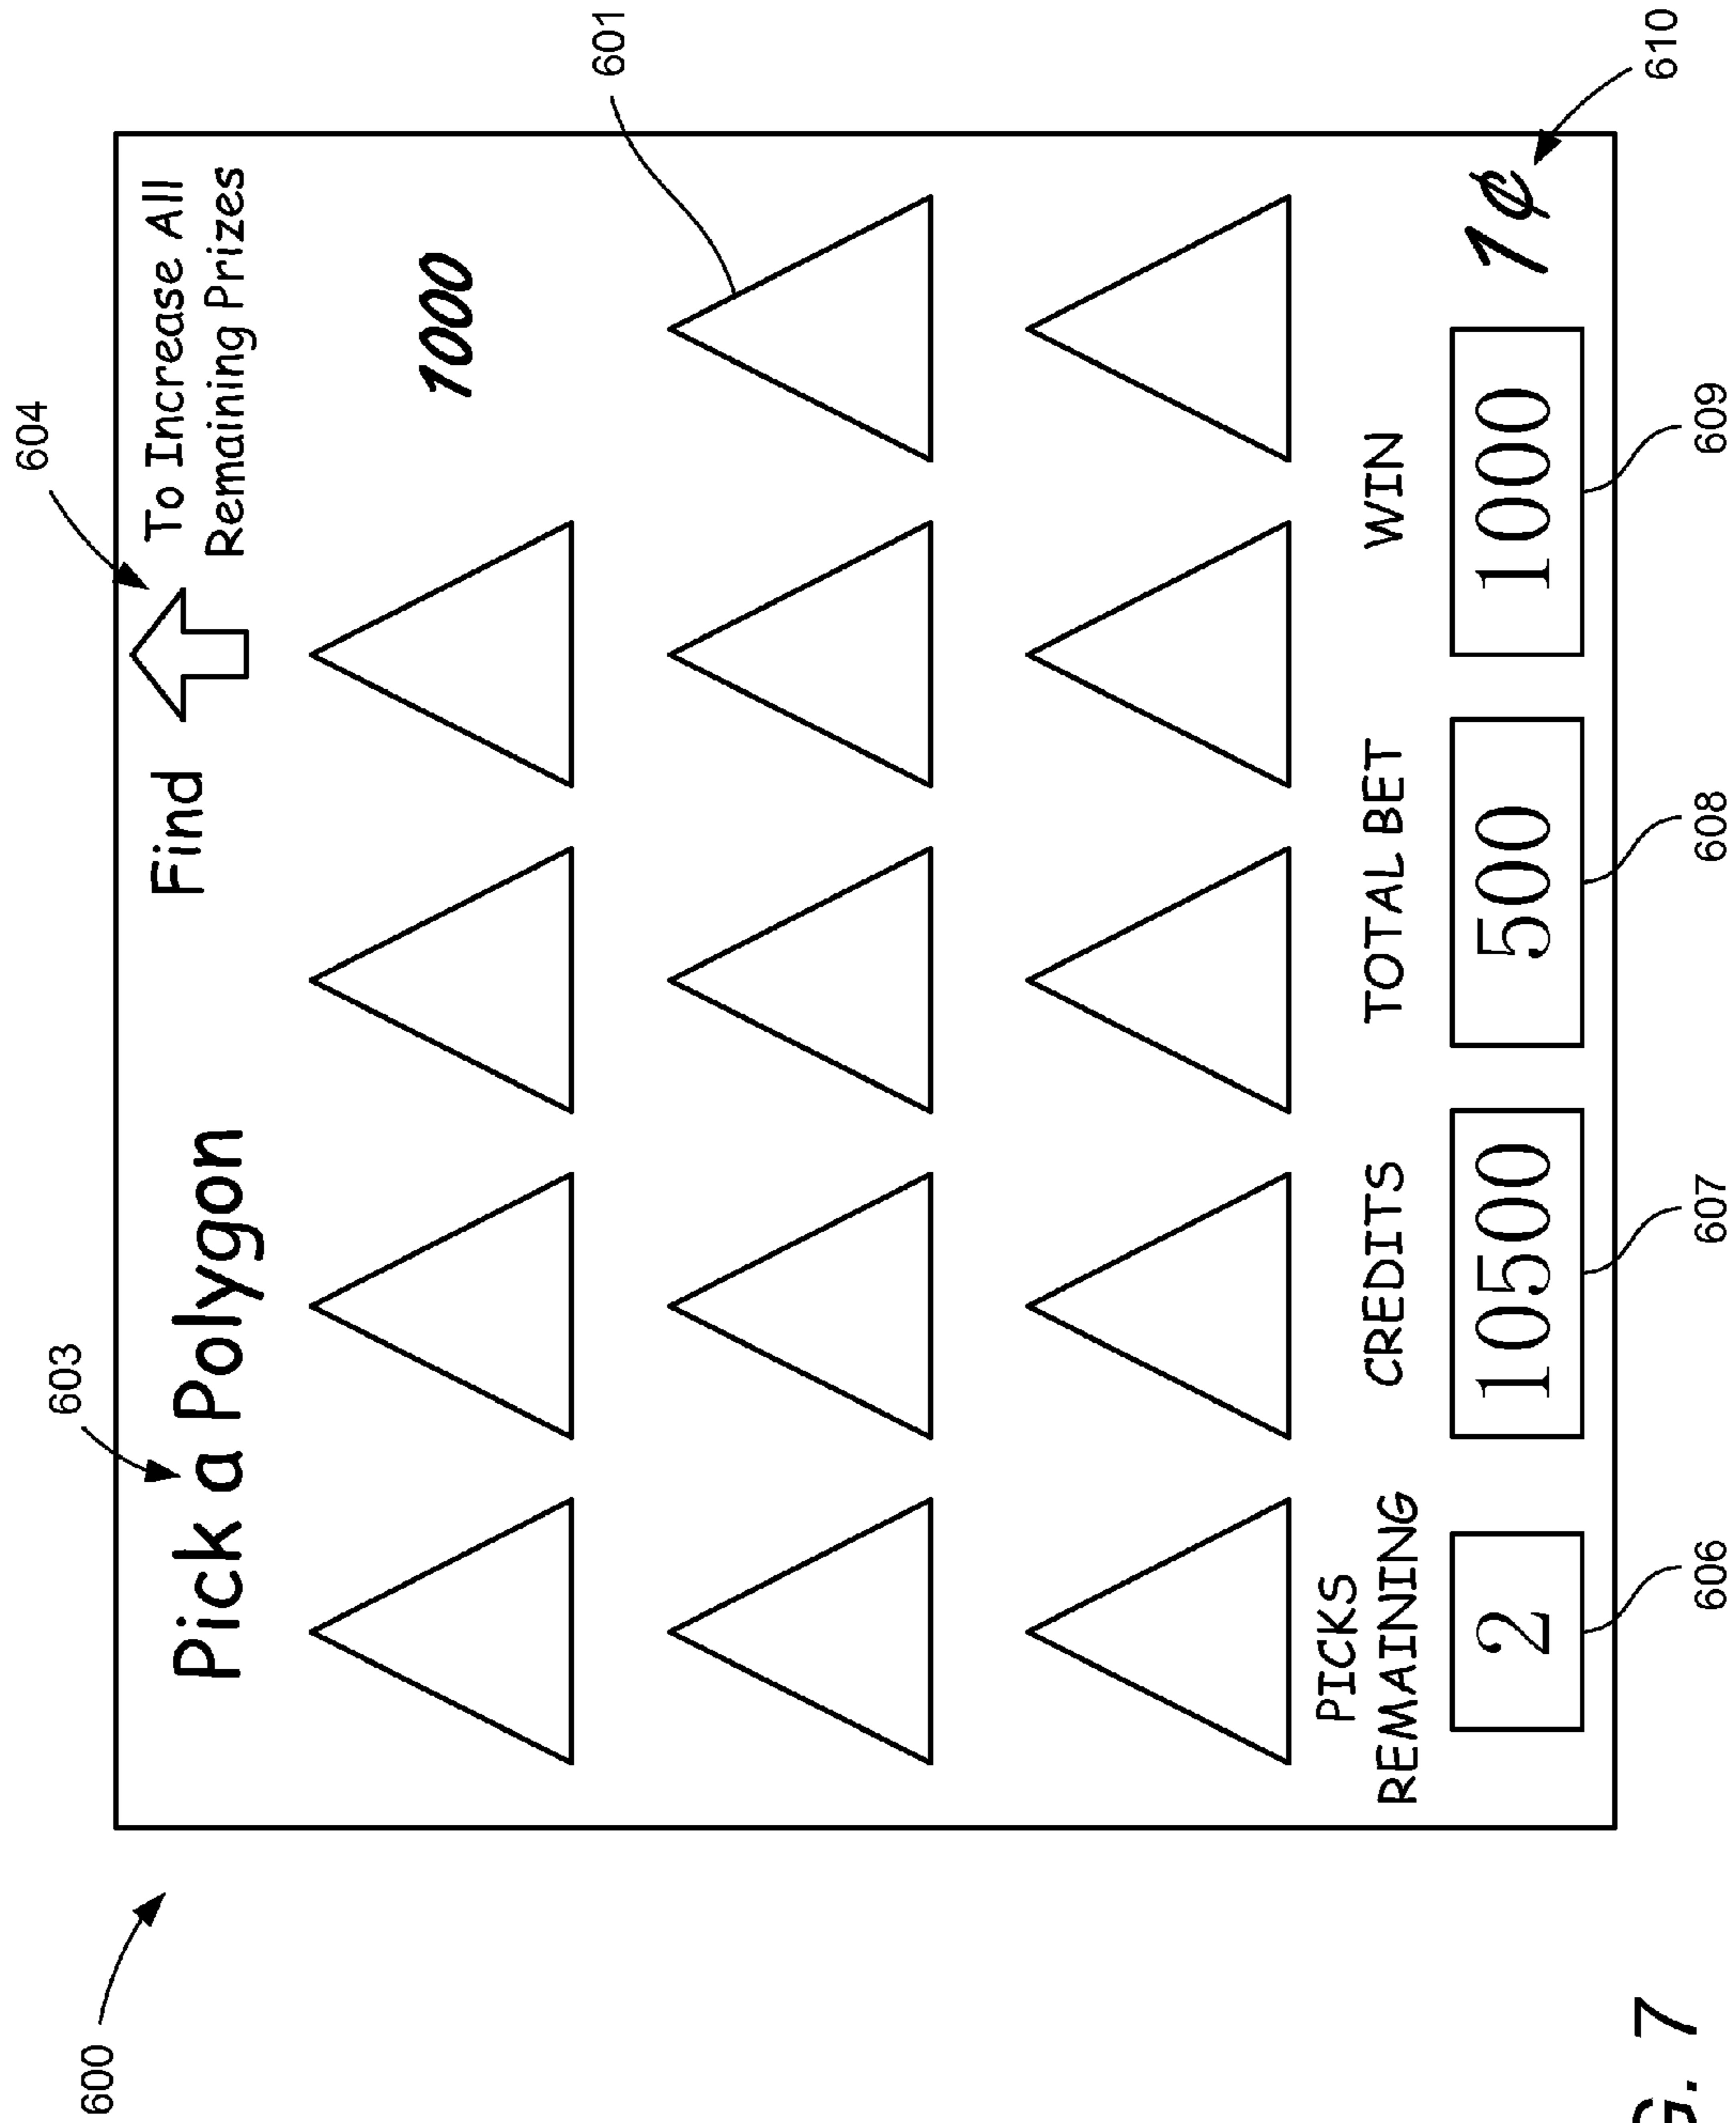 600
603
604
Pick a Polygon
Find
To Increase All
Remaining Prizes
1000
601
PICKS
REMAINING
CREDITS
TOTAL BET
WIN
2
10500
500
1000
1¢
606
607
608
609
610
G. 7